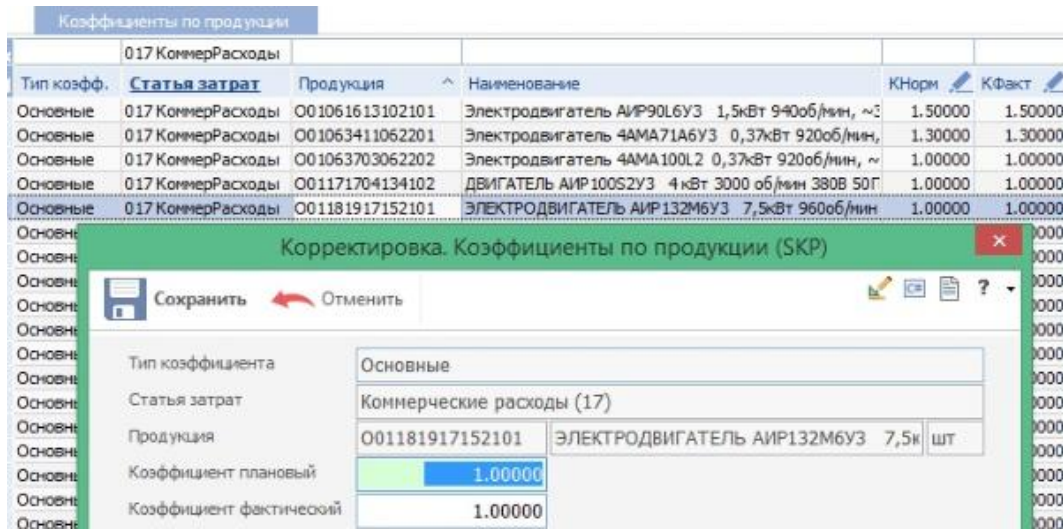 Коэффициенты по продукции
017 КоммерРасходы
Тип коэфф. Статья затрат Продукция Наименование КНорм КФакт
Основные 017 КоммерРасходы О01061613102101 Электродвигатель АИР90L6У3 1,5кВт 940об/мин, ~3 1.50000 1.50000
Основные 017 КоммерРасходы О01063411062201 Электродвигатель 4АМА71А6У3 0,37кВт 920об/мин, 1.30000 1.30000
Основные 017 КоммерРасходы О01063703062202 Электродвигатель 4АМА100L2 0,37кВт 920об/мин, ~ 1.00000 1.00000
Основные 017 КоммерРасходы О01171704134102 ДВИГАТЕЛЬ АИР100S2У3 4 кВт 3000 об/мин 380В 50Г 1.00000 1.00000
Основные 017 КоммерРасходы О01181917152101 ЭЛЕКТРОДВИГАТЕЛЬ АИР132М6У3 7,5кВт 960об/мин 1.00000 1.00000
Корректировка. Коэффициенты по продукции (SKP)
Сохранить Отменить ?
Тип коэффициента Основные
Статья затрат Коммерческие расходы (17)
Продукция О01181917152101 ЭЛЕКТРОДВИГАТЕЛЬ АИР132М6У3 7,5к шт
Коэффициент плановый 1.00000
Коэффициент фактический 1.00000